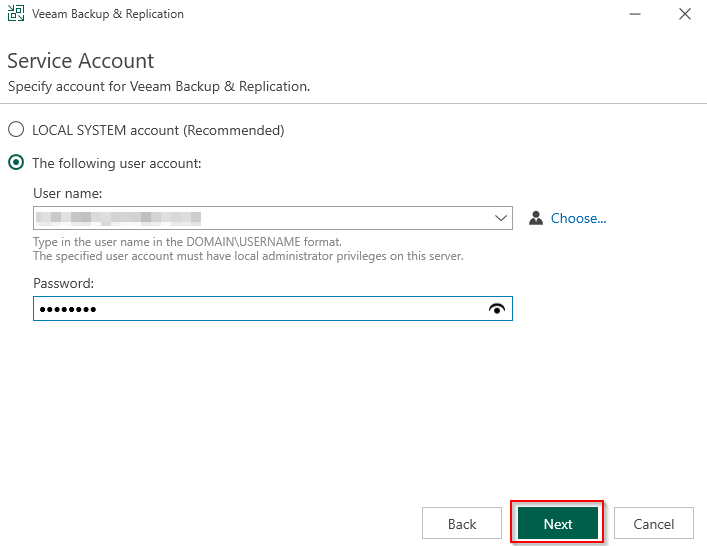 Veeam Backup & Replication
Service Account
Specify account for Veeam Backup & Replication.
LOCAL SYSTEM account (Recommended)
The following user account:
User name:
Choose...
Type in the user name in the DOMAIN\USERNAME format.
The specified user account must have local administrator privileges on this server.
Password:
●●●●●●●●
Back
Next
Cancel